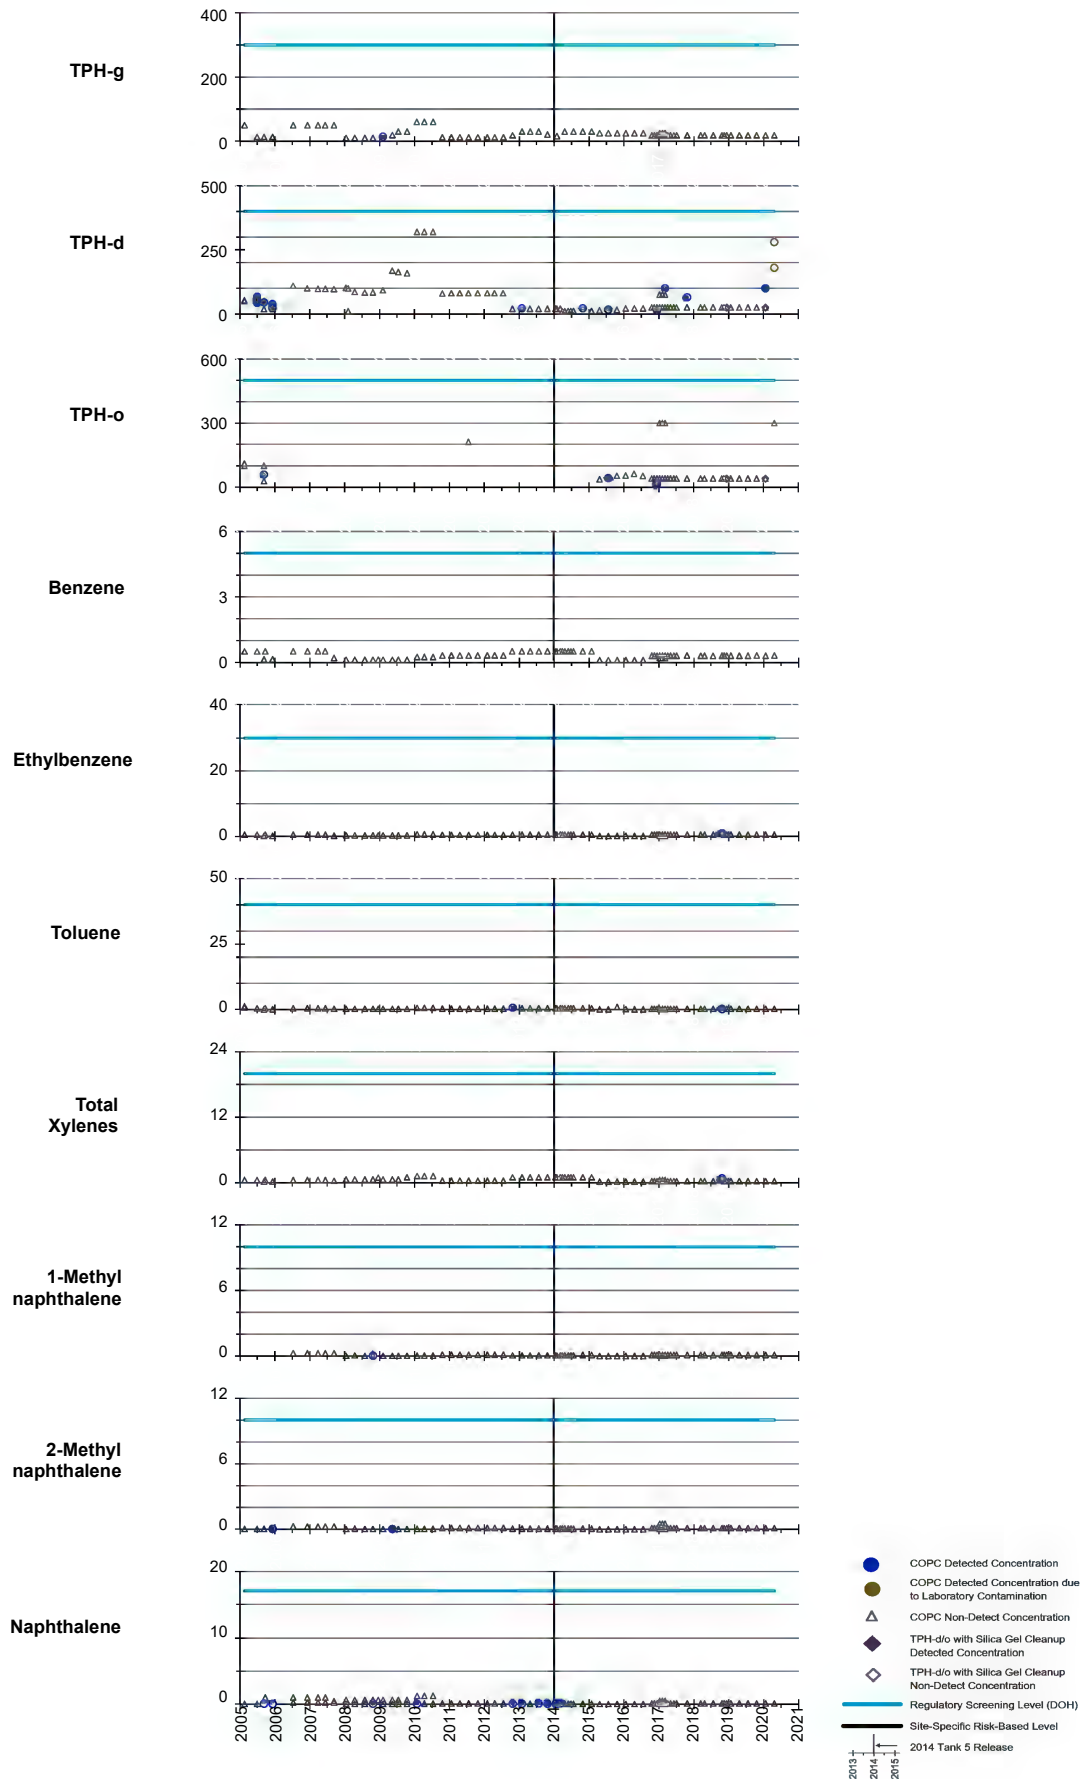 400
TPH-g
200
0
500
TPH-d
250
0
600
TPH-o
300
0
6
Benzene
3
0
40
Ethylbenzene
20
0
50
Toluene
25
0
24
Total
Xylenes
12
0
12
1-Methyl
naphthalene
6
0
12
2-Methyl
naphthalene
6
0
20
Naphthalene
10
0
2005 2006 2007 2008 2009 2010 2011 2012 2013 2014 2015 2016 2017 2018 2019 2020 2021
COPC Detected Concentration
COPC Detected Concentration due
to Laboratory Contamination
COPC Non-Detect Concentration
TPH-d/o with Silica Gel Cleanup
Detected Concentration
TPH-d/o with Silica Gel Cleanup
Non-Detect Concentration
Regulatory Screening Level (DOH)
Site-Specific Risk-Based Level
2014 Tank 5 Release
2013 2014 2015